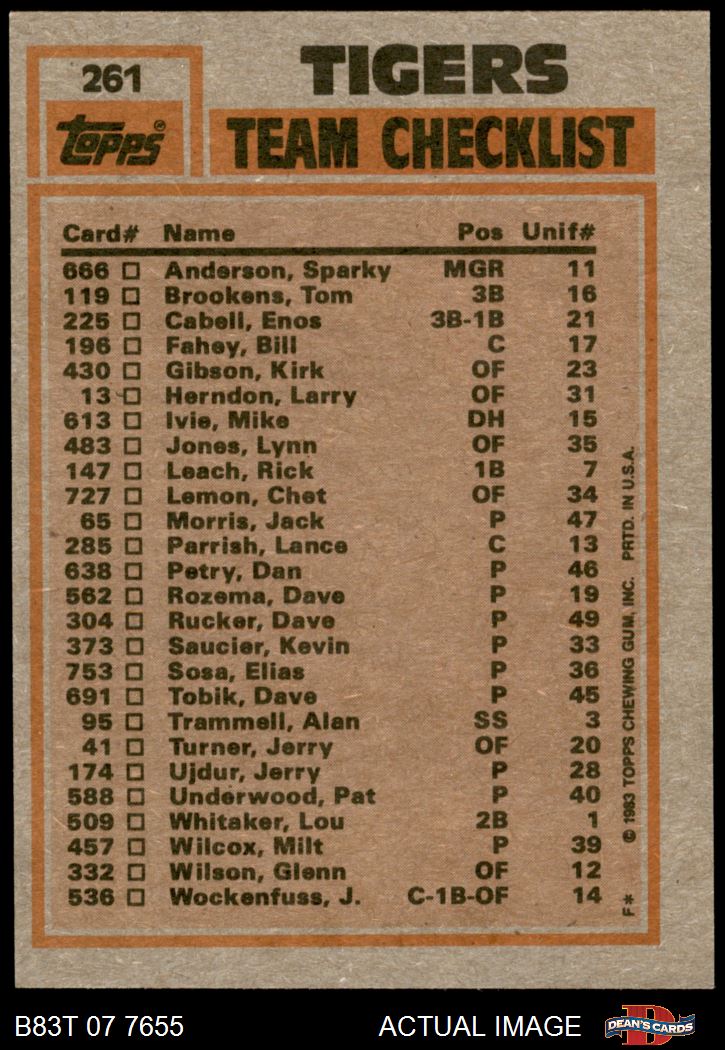 261
TIGERS
Topps®
TEAM CHECKLIST
Card# Name Pos Unif#
666 □ Anderson, Sparky MGR 11
119 □ Brookens, Tom 3B 16
225 □ Cabell, Enos 3B-1B 21
196 □ Fahey, Bill C 17
430 □ Gibson, Kirk OF 23
13 □ Herndon, Larry OF 31
613 □ Ivie, Mike DH 15
483 □ Jones, Lynn OF 35
147 □ Leach, Rick 1B 7
727 □ Lemon, Chet OF 34
65 □ Morris, Jack P 47
285 □ Parrish, Lance C 13
638 □ Petry, Dan P 46
562 □ Rozema, Dave P 19
304 □ Rucker, Dave P 49
373 □ Saucier, Kevin P 33
753 □ Sosa, Elias P 36
691 □ Tobik, Dave P 45
95 □ Trammell, Alan SS 3
41 □ Turner, Jerry OF 20
174 □ Ujdur, Jerry P 28
588 □ Underwood, Pat P 40
509 □ Whitaker, Lou 2B 1
457 □ Wilcox, Milt P 39
332 □ Wilson, Glenn OF 12
536 □ Wockenfuss, J. C-1B-OF 14
F* © 1983 TOPPS CHEWING GUM, INC. PRTD. IN U.S.A.
B83T 07 7655 ACTUAL IMAGE
D
DEAN'S CARDS